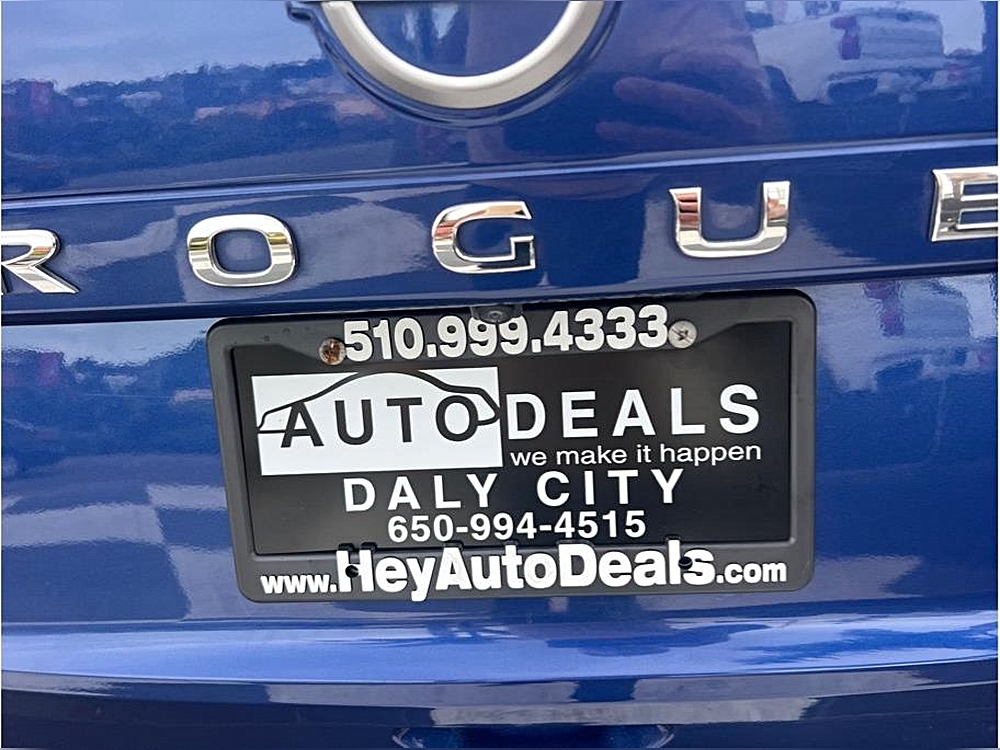 ROGUE
510.999.4333
AUTO DEALS
we make it happen
DALY CITY
650-994-4515
www.HeyAutoDeals.com